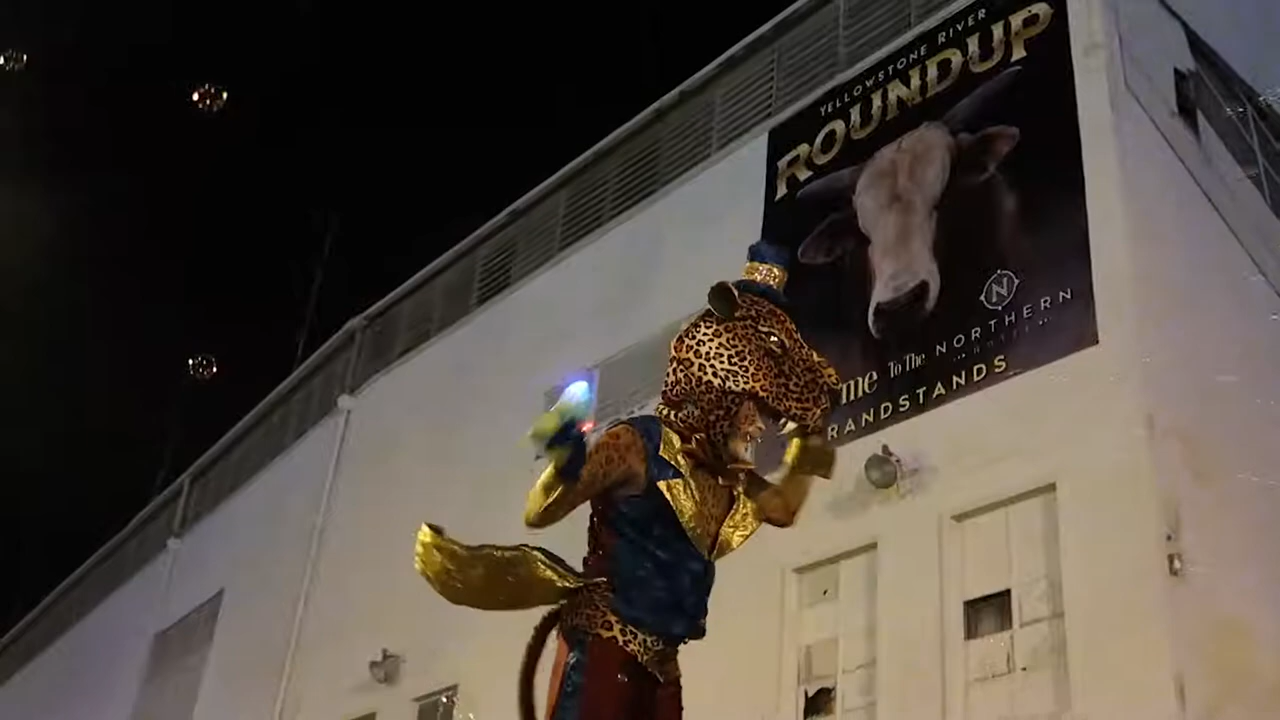 YELLOWSTONE RIVER
ROUNDUP
N
NORTHERN
me To The
RANDSTANDS